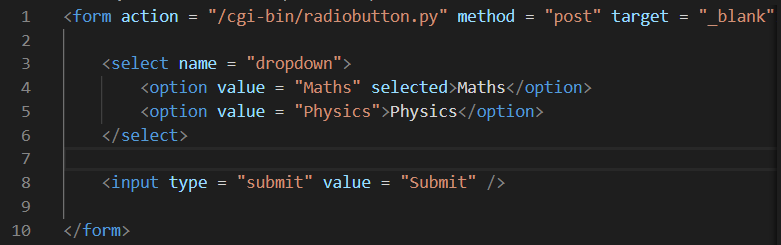 1 <form action = "/cgi-bin/radiobutton.py" method = "post" target = "_blank"
2
3 <select name = "dropdown">
4 <option value = "Maths" selected>Maths</option>
5 <option value = "Physics">Physics</option>
6 </select>
7
8 <input type = "submit" value = "Submit" />
9
10 </form>